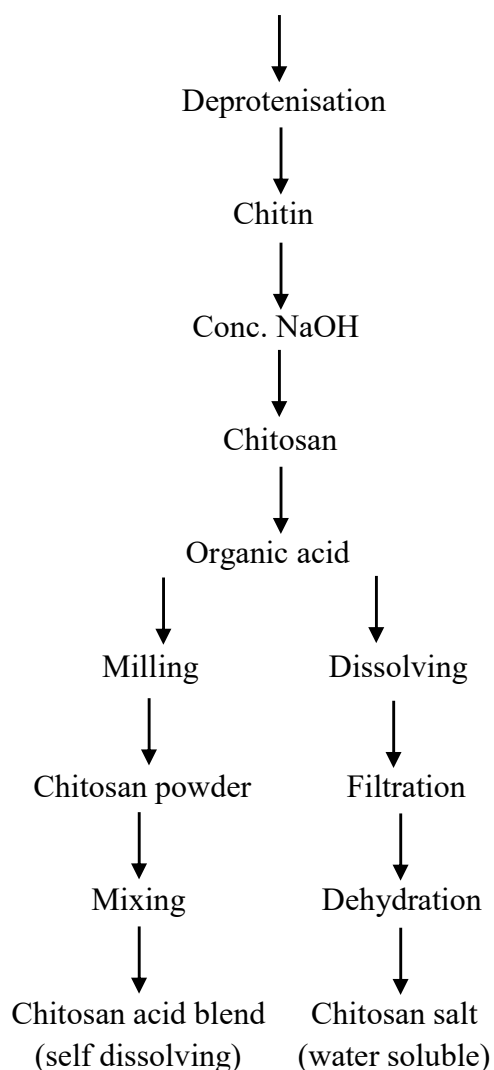 Deprotenisation
Chitin
Conc. NaOH
Chitosan
Organic acid
Milling
Dissolving
Chitosan powder
Filtration
Mixing
Dehydration
Chitosan acid blend
(self dissolving)
Chitosan salt
(water soluble)